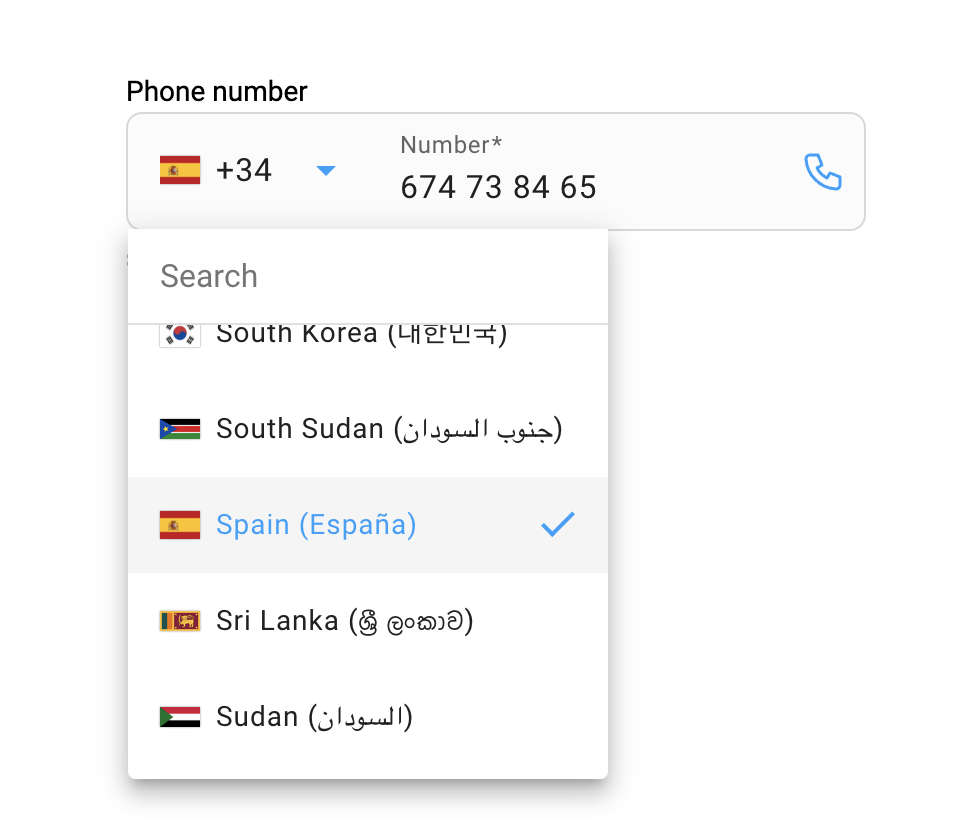 Phone number
+34
Number*
674 73 84 65
Search
South Korea (대한민국)
South Sudan (جنوب السودان)
Spain (España)
Sri Lanka (ශ්‍රී ලංකාව)
Sudan (السودان)